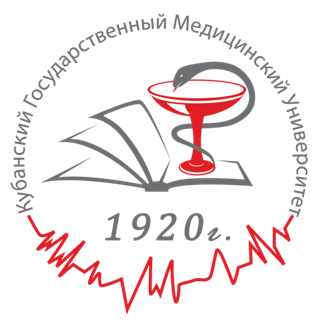 Кубанский Государственный Медицинский Университет
1920г.